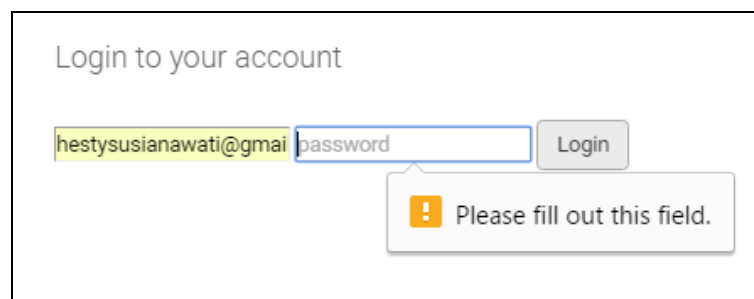 Login to your account
hestysusianawati@gmai password Login
Please fill out this field.